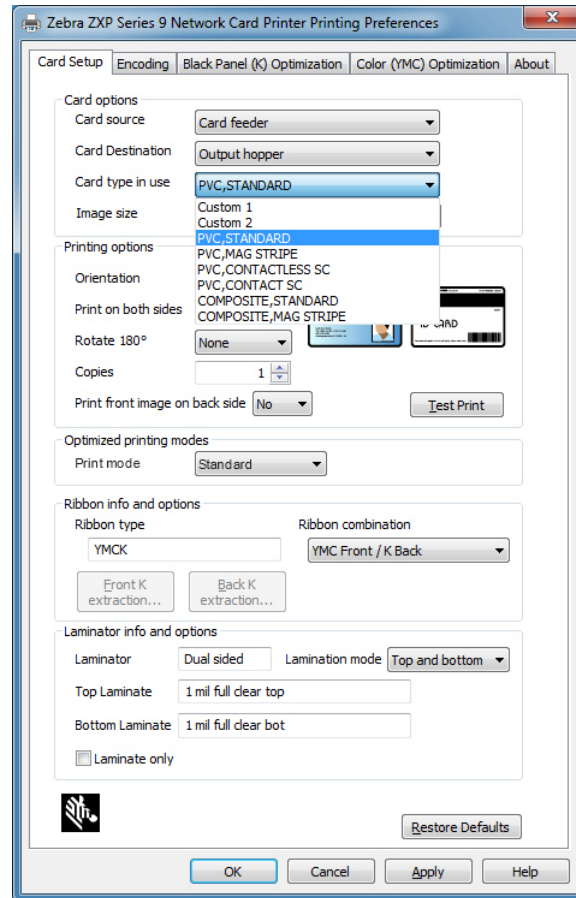 Zebra ZXP Series 9 Network Card Printer Printing Preferences
Card Setup Encoding Black Panel (K) Optimization Color (YMC) Optimization About
Card options
Card source Card feeder
Card Destination Output hopper
Card type in use PVC,STANDARD
Image size
Custom 1
Custom 2
PVC,STANDARD
PVC,MAG STRIPE
PVC,CONTACTLESS SC
PVC,CONTACT SC
COMPOSITE,STANDARD
COMPOSITE,MAG STRIPE
Printing options
Orientation
Print on both sides
ID CARD
Rotate 180° None
Copies 1
Print front image on back side No Test Print
Optimized printing modes
Print mode Standard
Ribbon info and options
Ribbon type Ribbon combination
YMCK YMC Front / K Back
Front K
extraction...
Back K
extraction...
Laminator info and options
Laminator Dual sided Lamination mode Top and bottom
Top Laminate 1 mil full clear top
Bottom Laminate 1 mil full clear bot
Laminate only
Restore Defaults
OK Cancel Apply Help